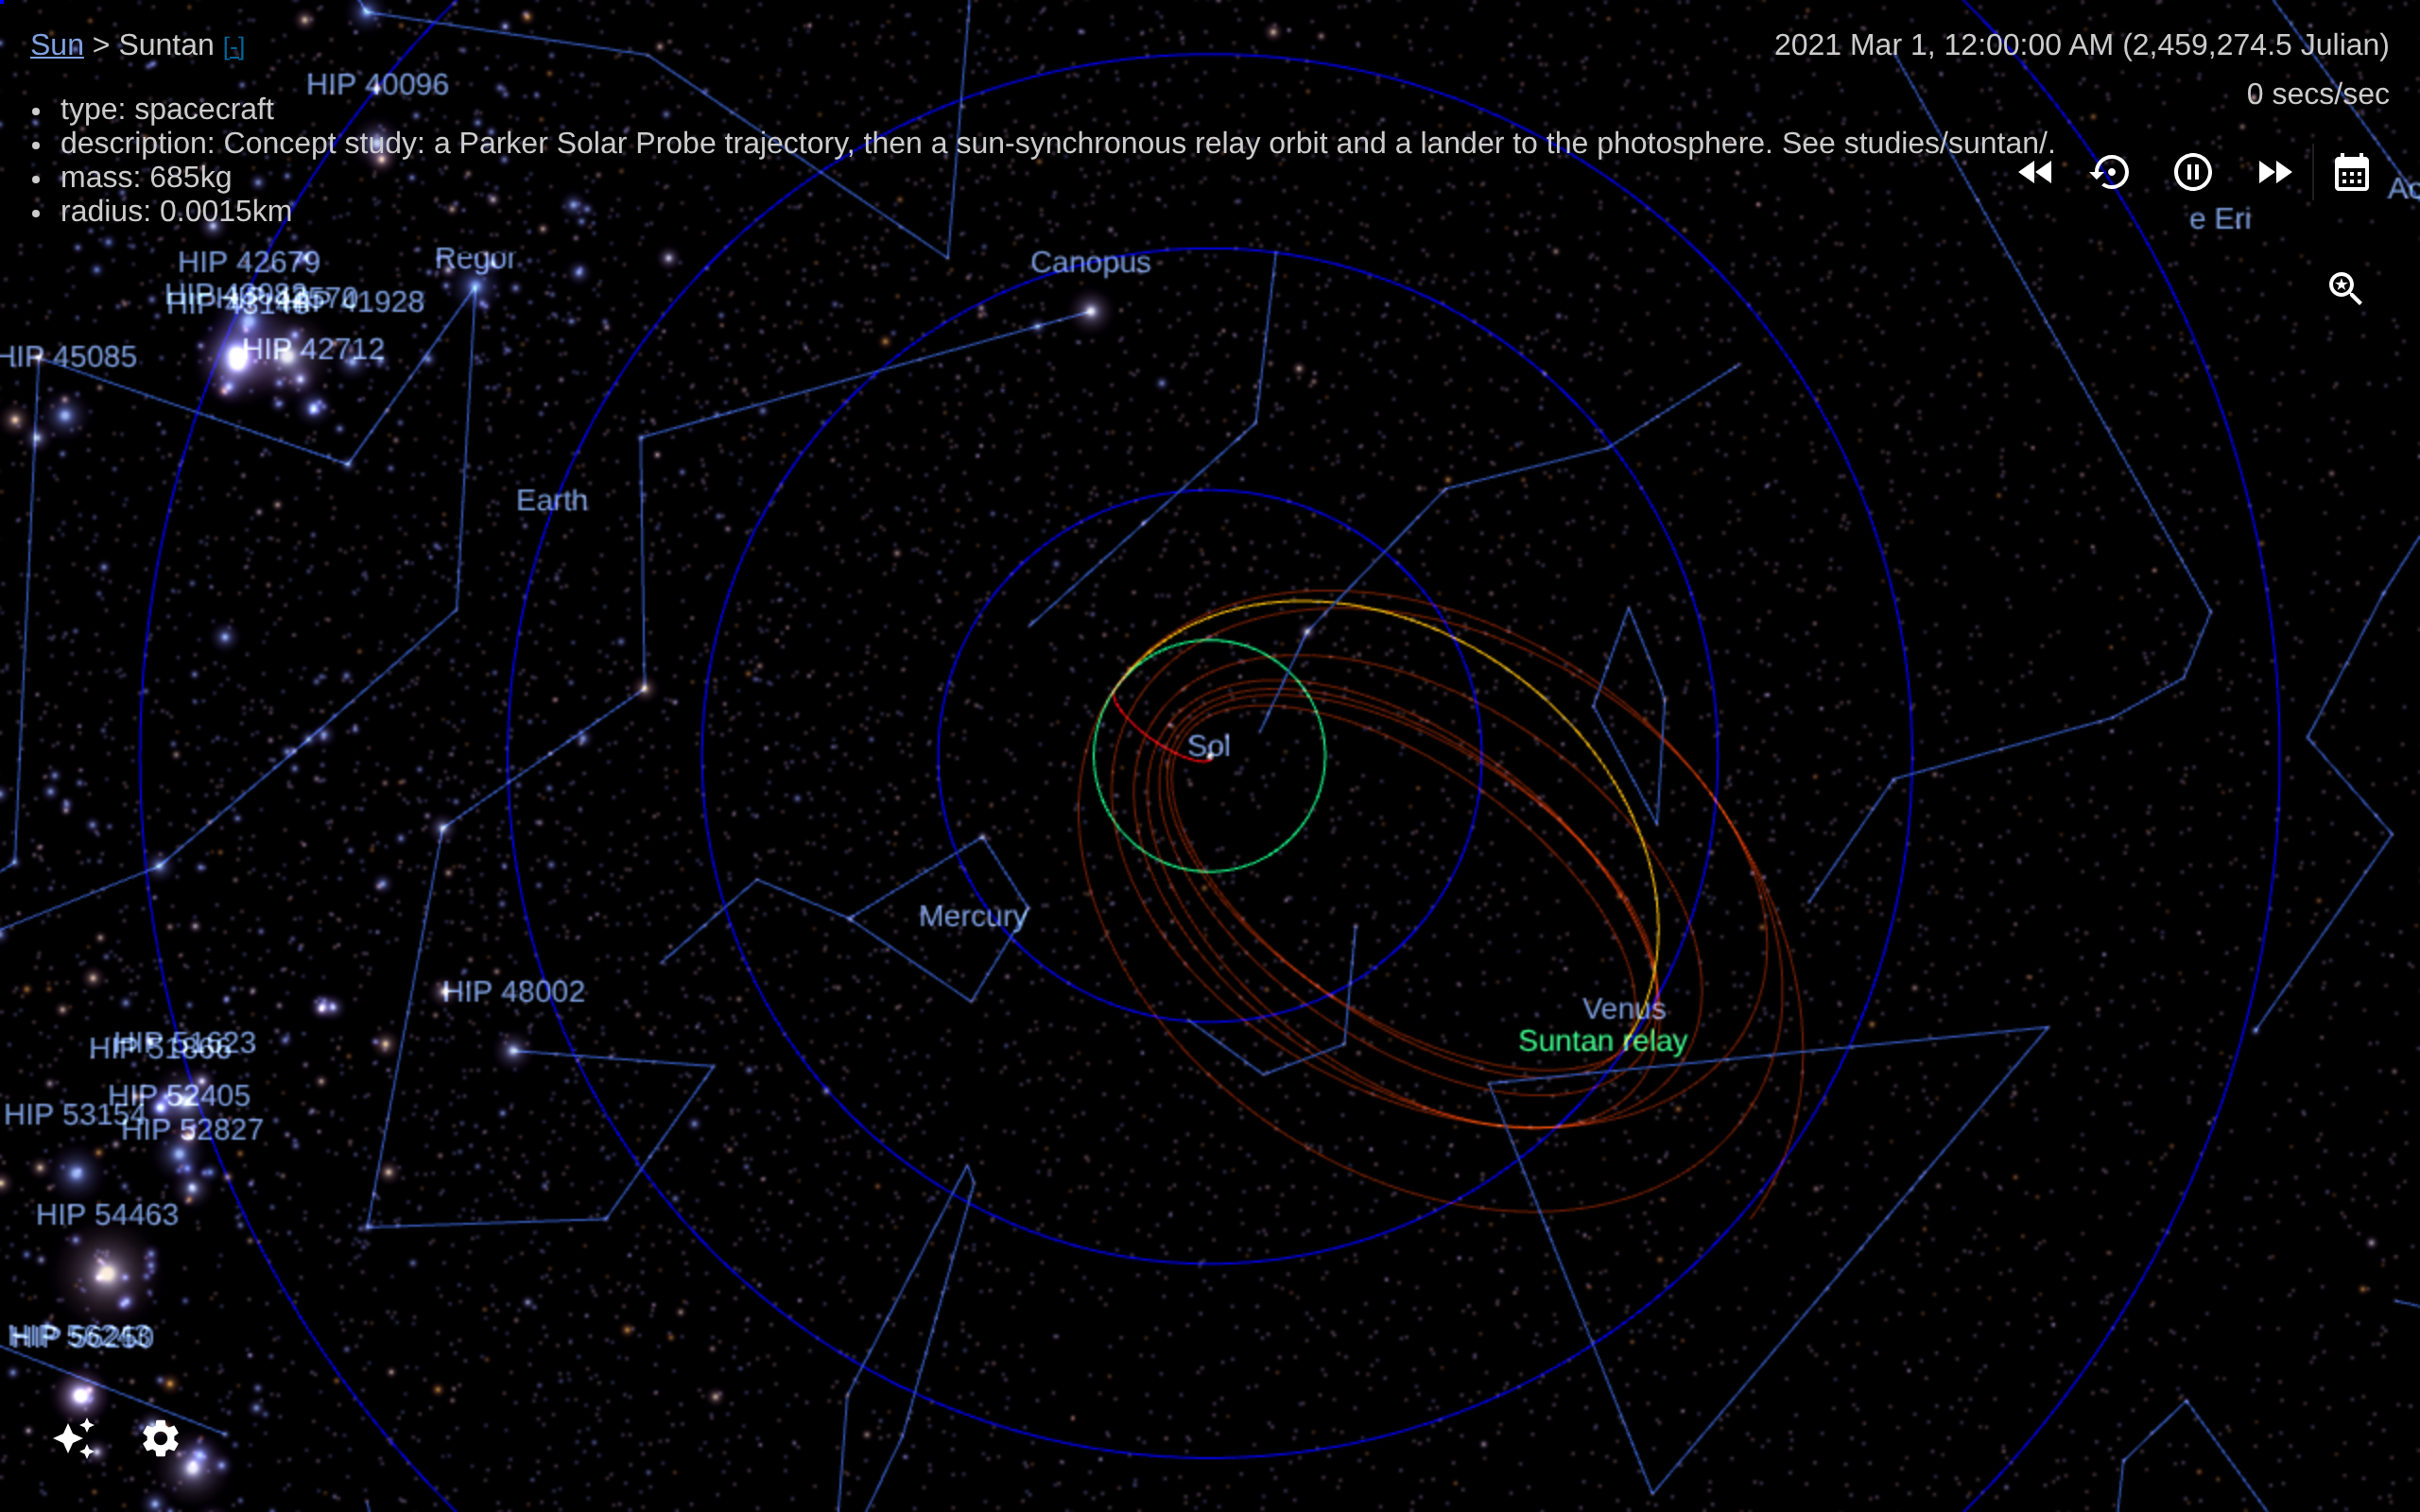 Sun > Suntan [-]
2021 Mar 1, 12:00:00 AM (2,459,274.5 Julian)
0 secs/sec
HIP 40096
type: spacecraft
description: Concept study: a Parker Solar Probe trajectory, then a sun-synchronous relay orbit and a lander to the photosphere. See studies/suntan/.
mass: 685kg
radius: 0.0015km
e Eri
HIP 42679
Regor
Canopus
HIP 41928
HIP 42712
HIP 45085
Earth
Sol
Mercury
HIP 48002
Venus
Suntan relay
HIP 51623
HIP 52405
HIP 53154
HIP 52827
HIP 54463